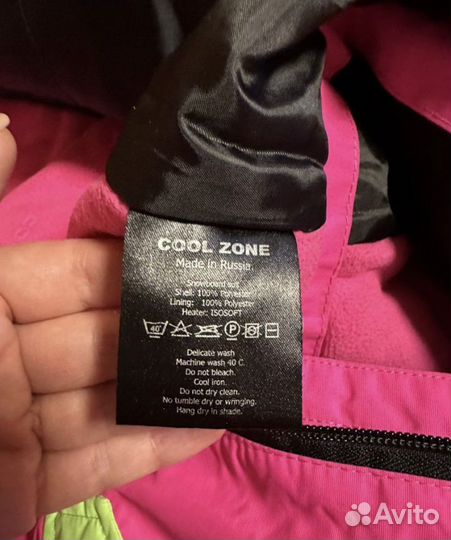 COOL ZONE
Made in Russia
Snowboard suit
Shell: 100% Polyester
Lining: 100% Polyester
Heater: ISOSOFT
40° P
Delicate wash
Machine wash 40 C.
Do not bleach.
Cool iron.
Do not dry clean.
No tumble dry or wringing.
Hang dry in shade.
Avito